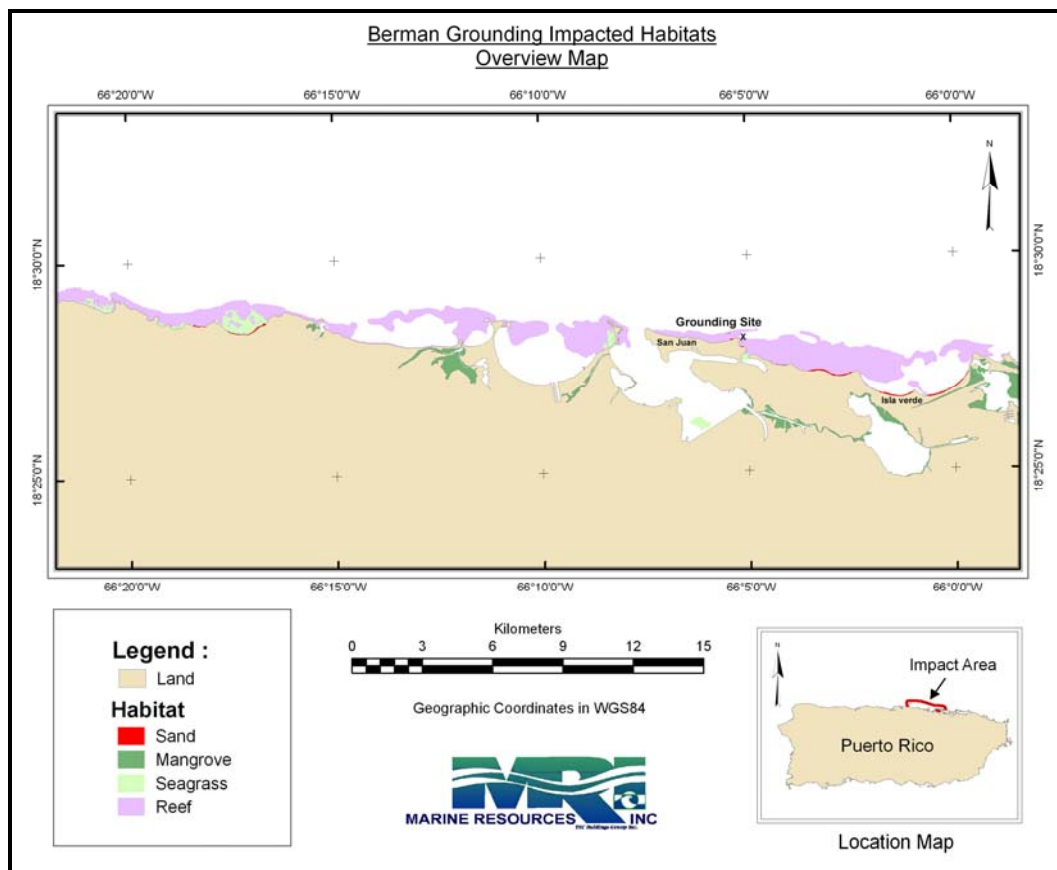 Berman Grounding Impacted Habitats
Overview Map
66°20'0"W 66°15'0"W 66°10'0"W 66°5'0"W 66°0'0"W
N
18°30'0"N 18°30'0"N
Grounding Site
X
San Juan
Isla verde
18°25'0"N 18°25'0"N
66°20'0"W 66°15'0"W 66°10'0"W 66°5'0"W 66°0'0"W
Legend :
Land
Habitat
Sand
Mangrove
Seagrass
Reef
Kilometers
0 3 6 9 12 15
Geographic Coordinates in WGS84
MRI
MARINE RESOURCES INC
N
Impact Area
Puerto Rico
Location Map